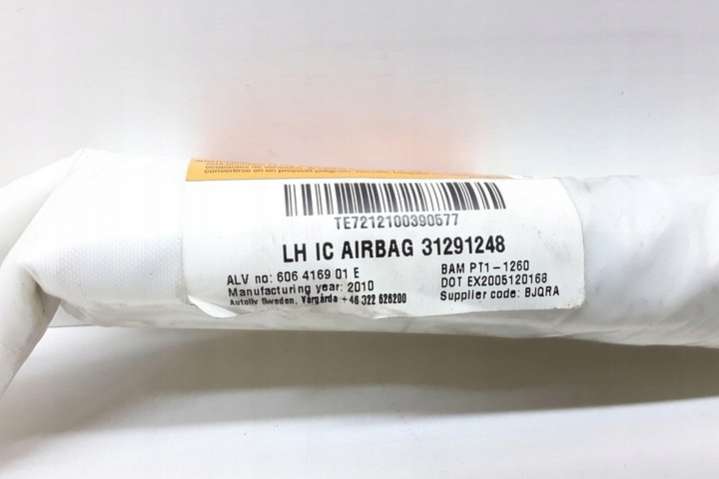 TE7212100390577
LH IC AIRBAG 31291248
ALV no: 606 4169 01 E
Manufacturing year: 2010
Autoliv Sweden, Vårgårda +46 322 626200
BAM PT1-1260
DOT EX2005120168
Supplier code: BJQRA